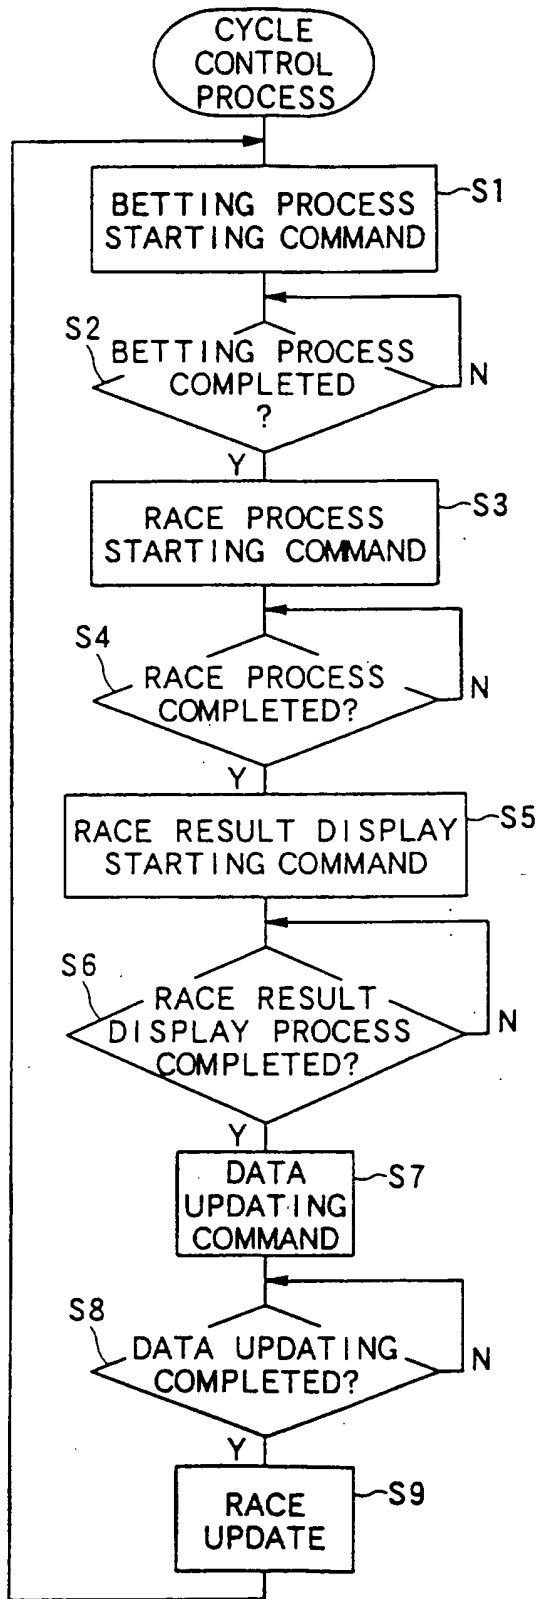 CYCLE
CONTROL
PROCESS
BETTING PROCESS
STARTING COMMAND
S1
S2
BETTING PROCESS
COMPLETED
?
N
Y
RACE PROCESS
STARTING COMMAND
S3
S4
RACE PROCESS
COMPLETED?
N
Y
RACE RESULT DISPLAY
STARTING COMMAND
S5
S6
RACE RESULT
DISPLAY PROCESS
COMPLETED?
N
Y
DATA
UPDATING
COMMAND
S7
S8
DATA UPDATING
COMPLETED?
N
Y
RACE
UPDATE
S9